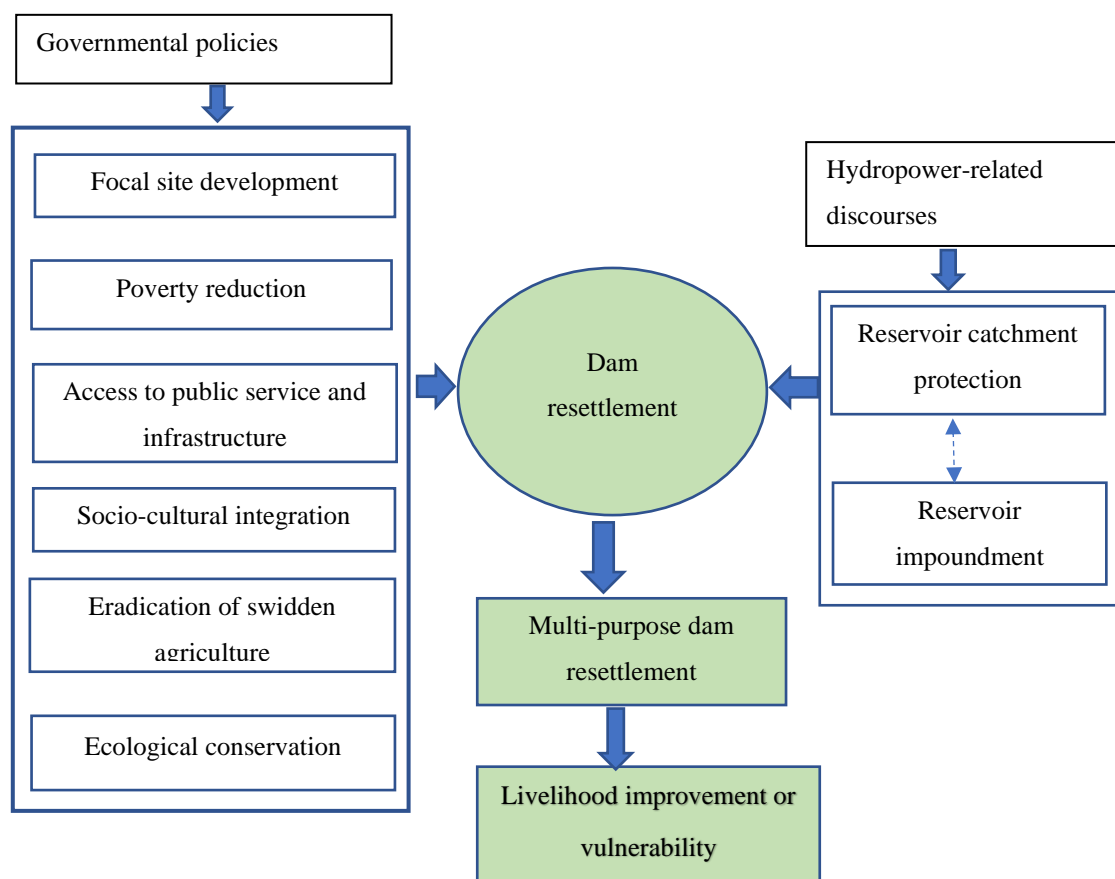 Governmental policies
Focal site development
Poverty reduction
Access to public service and
infrastructure
Socio-cultural integration
Eradication of swidden
agriculture
Ecological conservation
Dam
resettlement
Multi-purpose dam
resettlement
Livelihood improvement or
vulnerability
Hydropower-related
discourses
Reservoir catchment
protection
Reservoir
impoundment